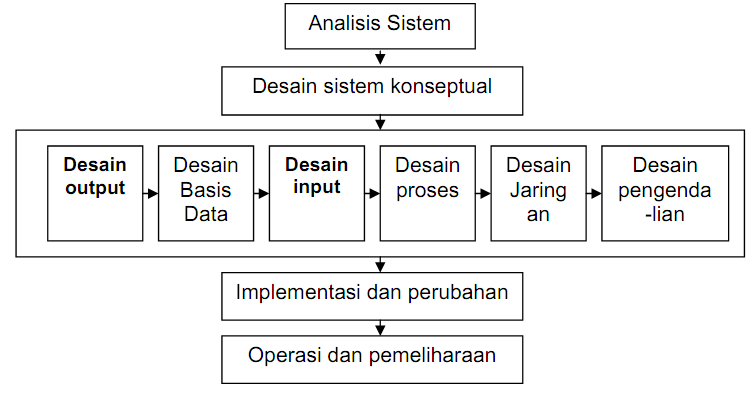 Analisis Sistem
Desain sistem konseptual
Desain
output
Desain
Basis
Data
Desain
input
Desain
proses
Desain
Jaring
an
Desain
pengenda
-lian
Implementasi dan perubahan
Operasi dan pemeliharaan